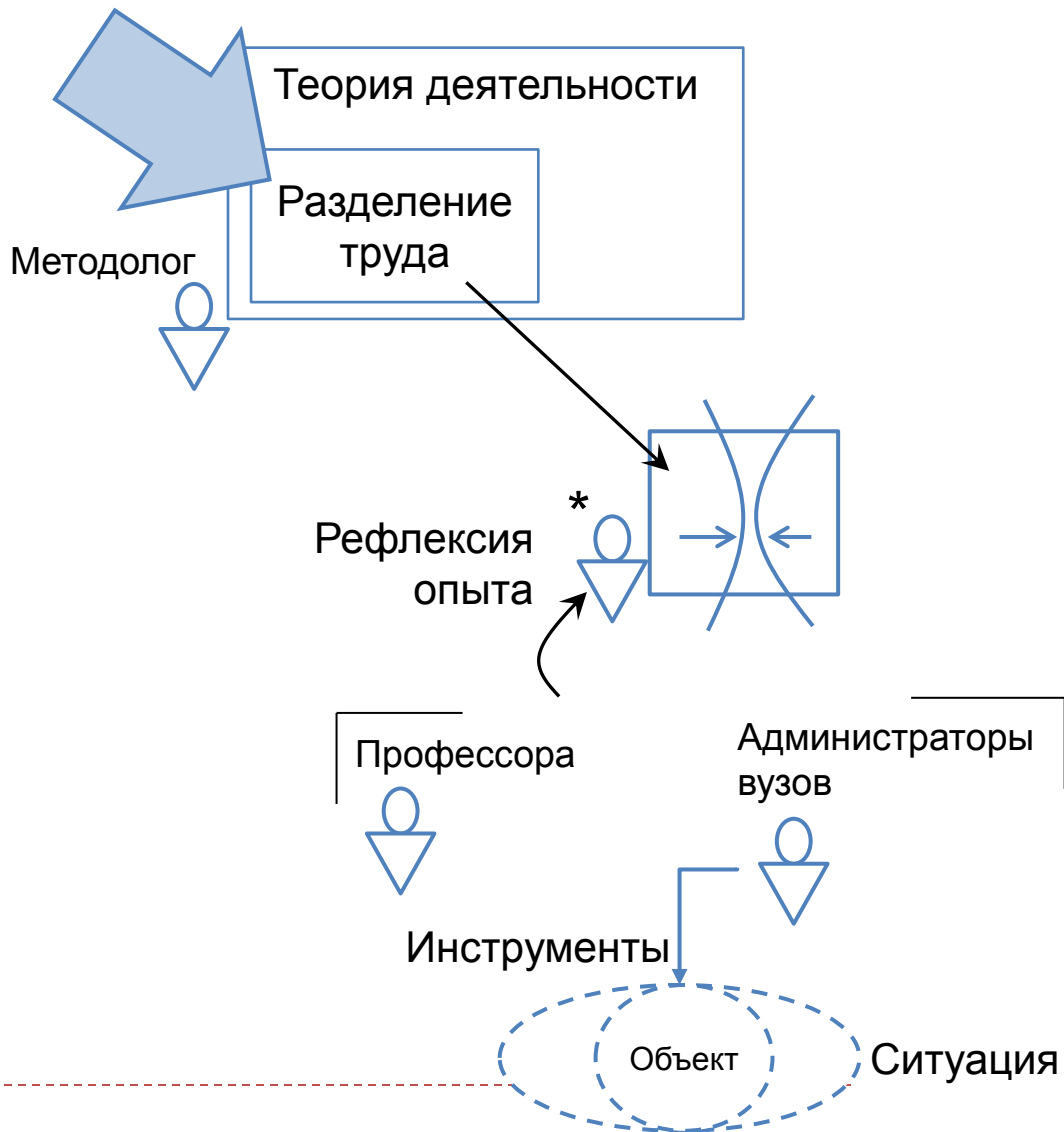 Теория деятельности
Разделение
труда
Методолог
*
Рефлексия
опыта
Профессора
Администраторы
вузов
Инструменты
Объект
Ситуация